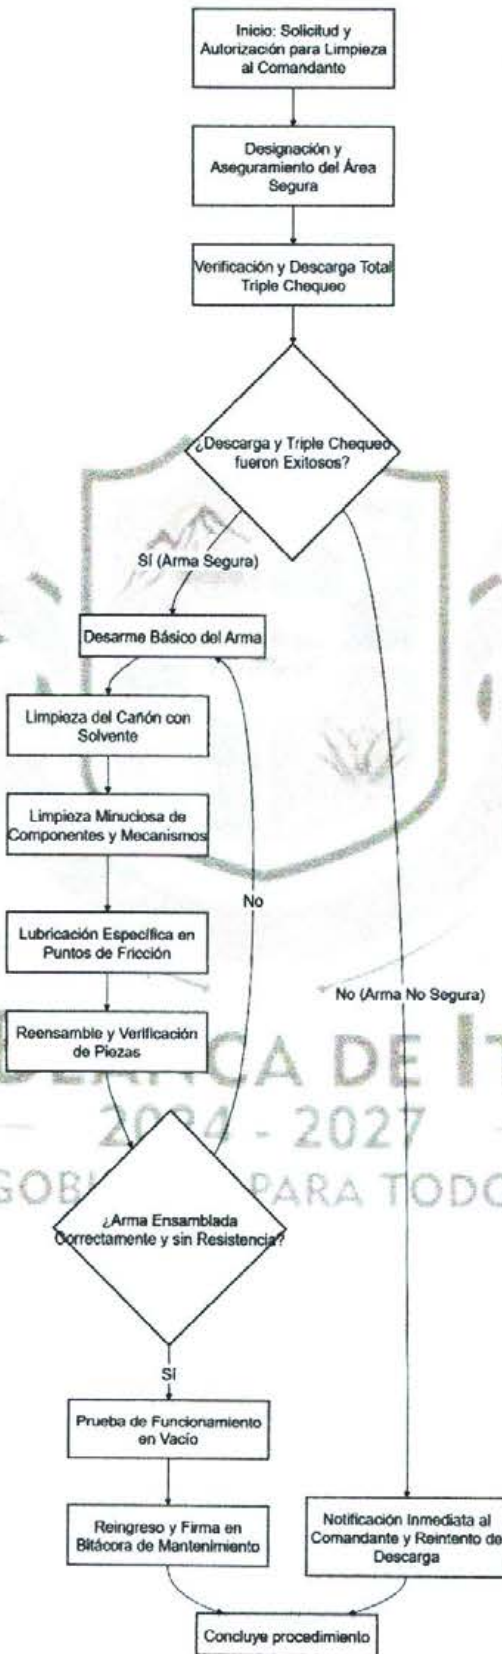 Inicio: Solicitud y
Autorización para Limpieza
al Comandante
Designación y
Aseguramiento del Área
Segura
Verificación y Descarga Total
Triple Chequeo
¿Descarga y Triple Chequeo
fueron Exitosos?
Sí (Arma Segura)
Desarme Básico del Arma
Limpieza del Cañón con
Solvente
Limpieza Minuciosa de
Componentes y Mecanismos
No
Lubricación Específica en
Puntos de Fricción
No (Arma No Segura)
Reensamble y Verificación
de Piezas
DE
2024 - 2027
PARA TODO
¿Arma Ensamblada
Correctamente y sin Resistencia?
Sí
Prueba de Funcionamiento
en Vacío
Reingreso y Firma en
Bitácora de Mantenimiento
Notificación Inmediata al
Comandante y Reintento de
Descarga
Concluye procedimiento